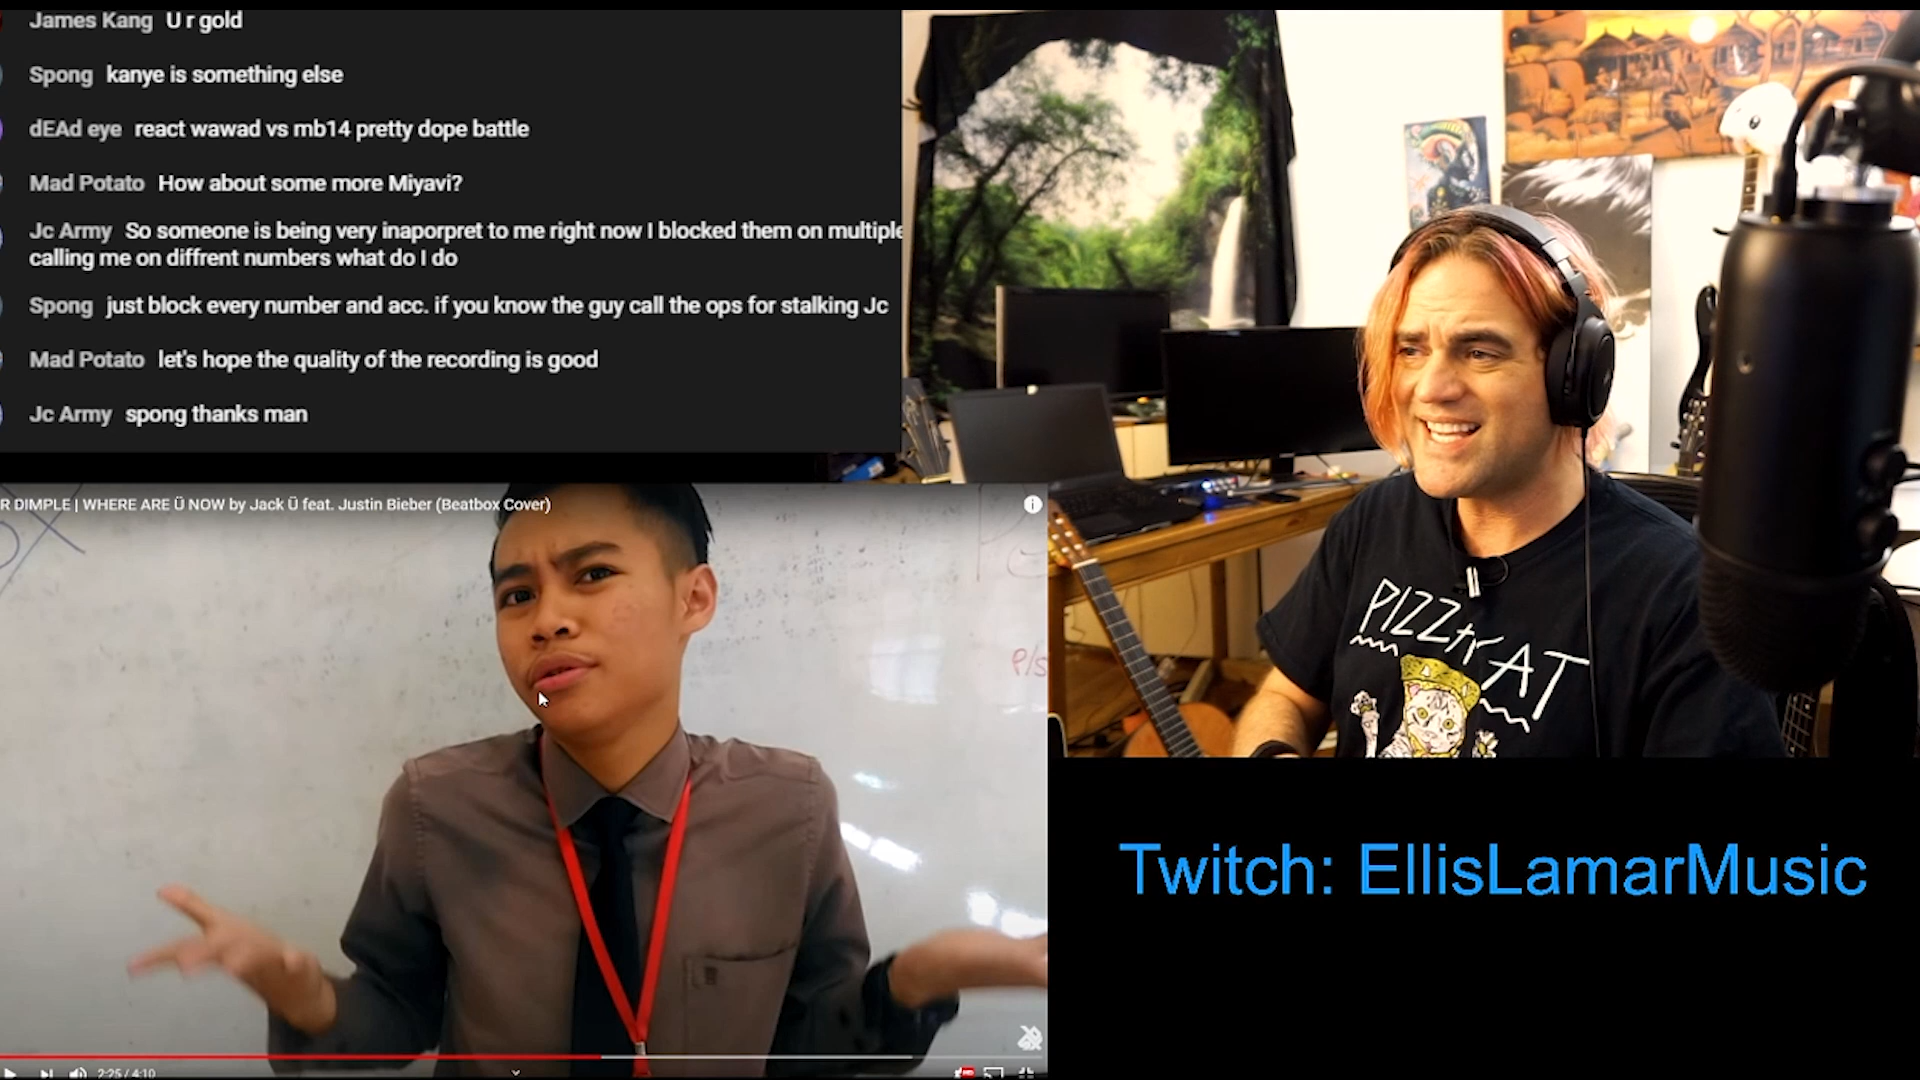 James Kang U r gold
Spong kanye is something else
dEAd eye react wawad vs mb14 pretty dope battle
Mad Potato How about some more Miyavi?
Jc Army So someone is being very inaporpret to me right now I blocked them on multiple
calling me on diffrent numbers what do I do
Spong just block every number and acc. if you know the guy call the ops for stalking Jc
Mad Potato let's hope the quality of the recording is good
Jc Army spong thanks man
R DIMPLE | WHERE ARE Ü NOW by Jack Ü feat. Justin Bieber (Beatbox Cover)
P/s
2:25 / 4:10
PIZZtrAT
Twitch: EllisLamarMusic